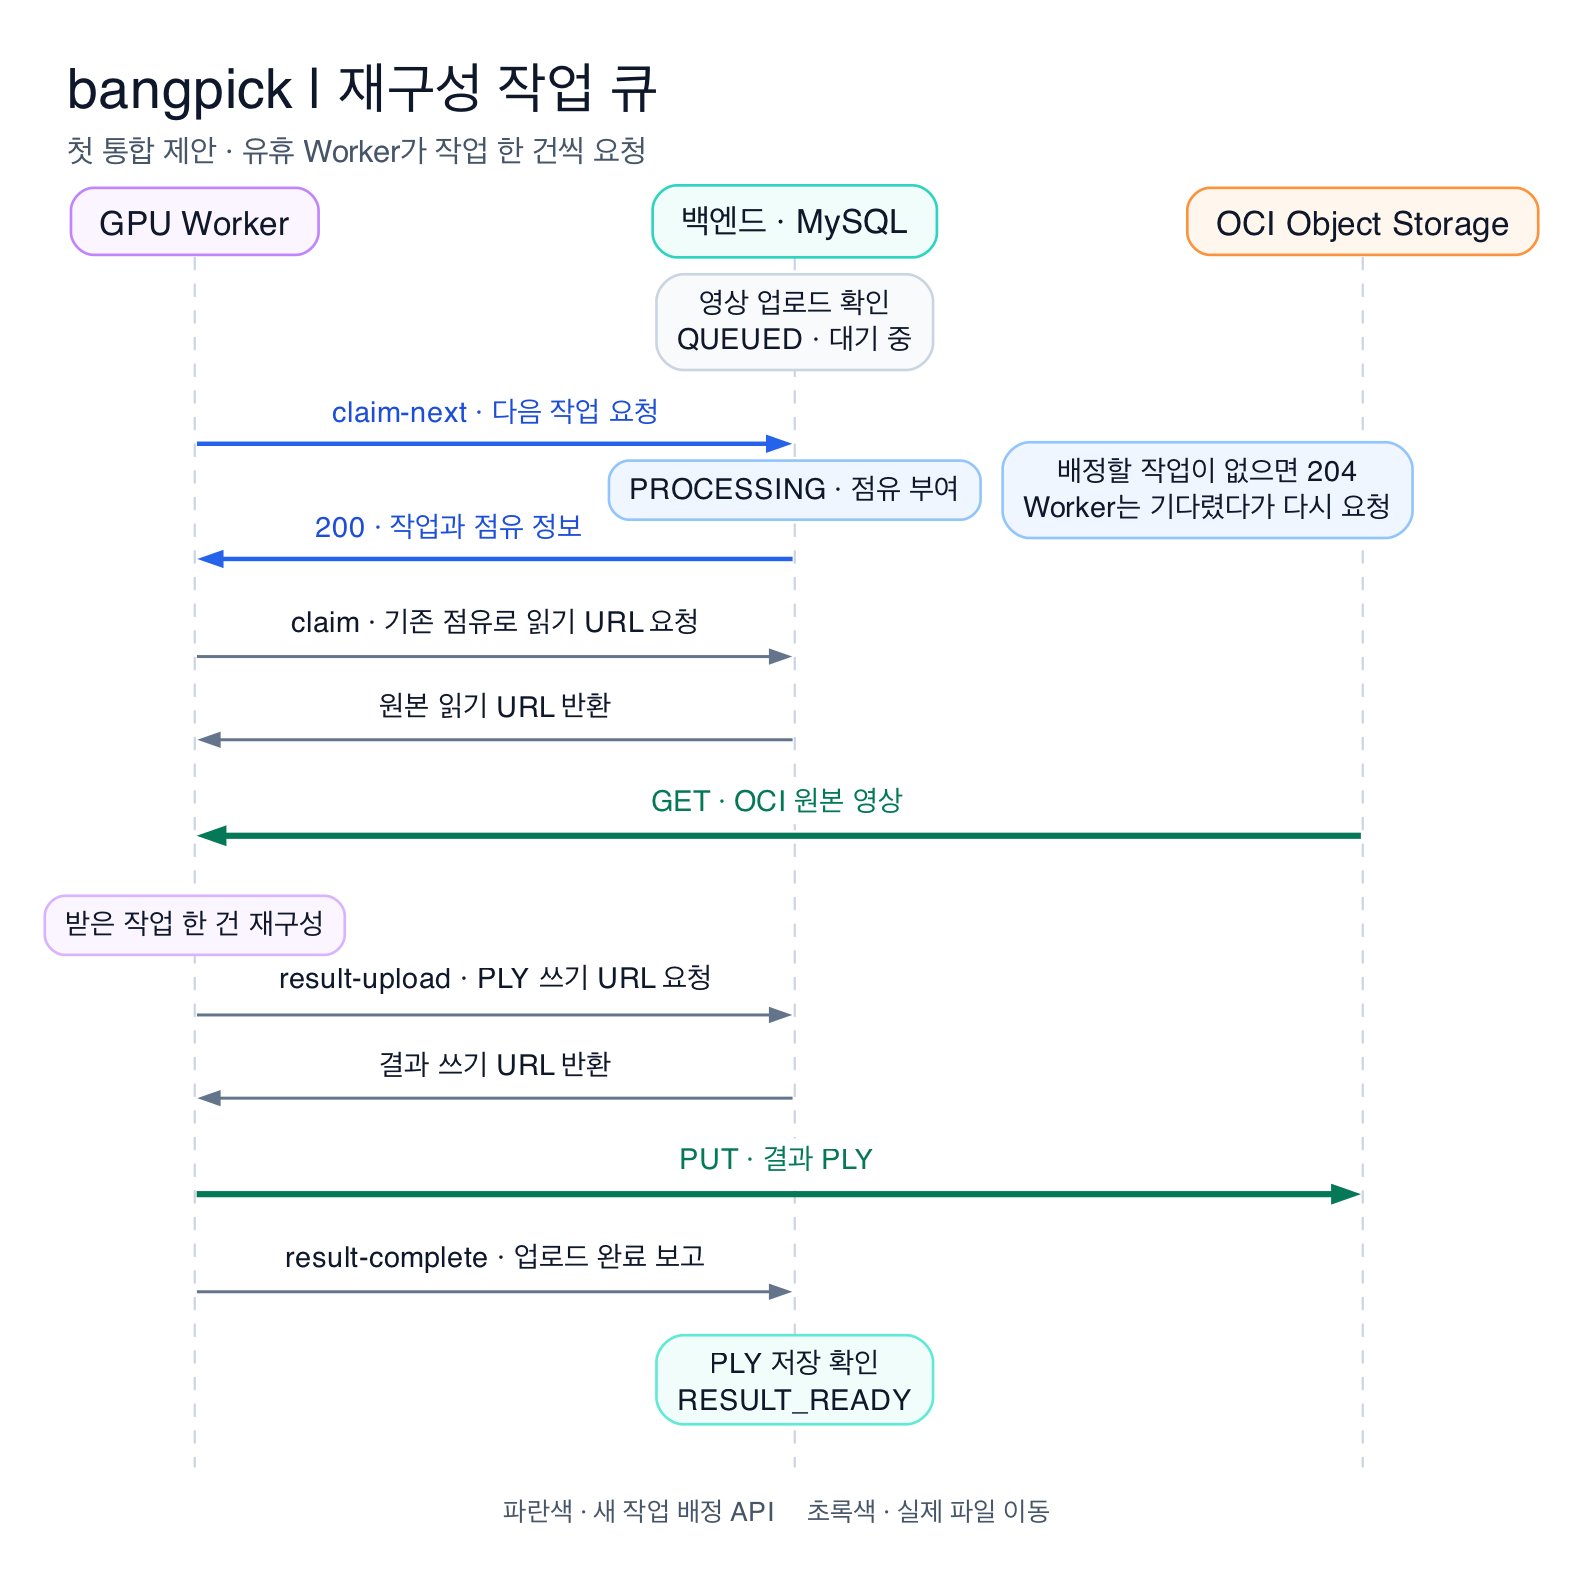 bangpick | 재구성 작업 큐
첫 통합 제안 · 유휴 Worker가 작업 한 건씩 요청
GPU Worker
백엔드 · MySQL
OCI Object Storage
영상 업로드 확인
QUEUED · 대기 중
claim-next · 다음 작업 요청
PROCESSING · 점유 부여
배정할 작업이 없으면 204
Worker는 기다렸다가 다시 요청
200 · 작업과 점유 정보
claim · 기존 점유로 읽기 URL 요청
원본 읽기 URL 반환
GET · OCI 원본 영상
받은 작업 한 건 재구성
result-upload · PLY 쓰기 URL 요청
결과 쓰기 URL 반환
PUT · 결과 PLY
result-complete · 업로드 완료 보고
PLY 저장 확인
RESULT_READY
파란색 · 새 작업 배정 API 초록색 · 실제 파일 이동